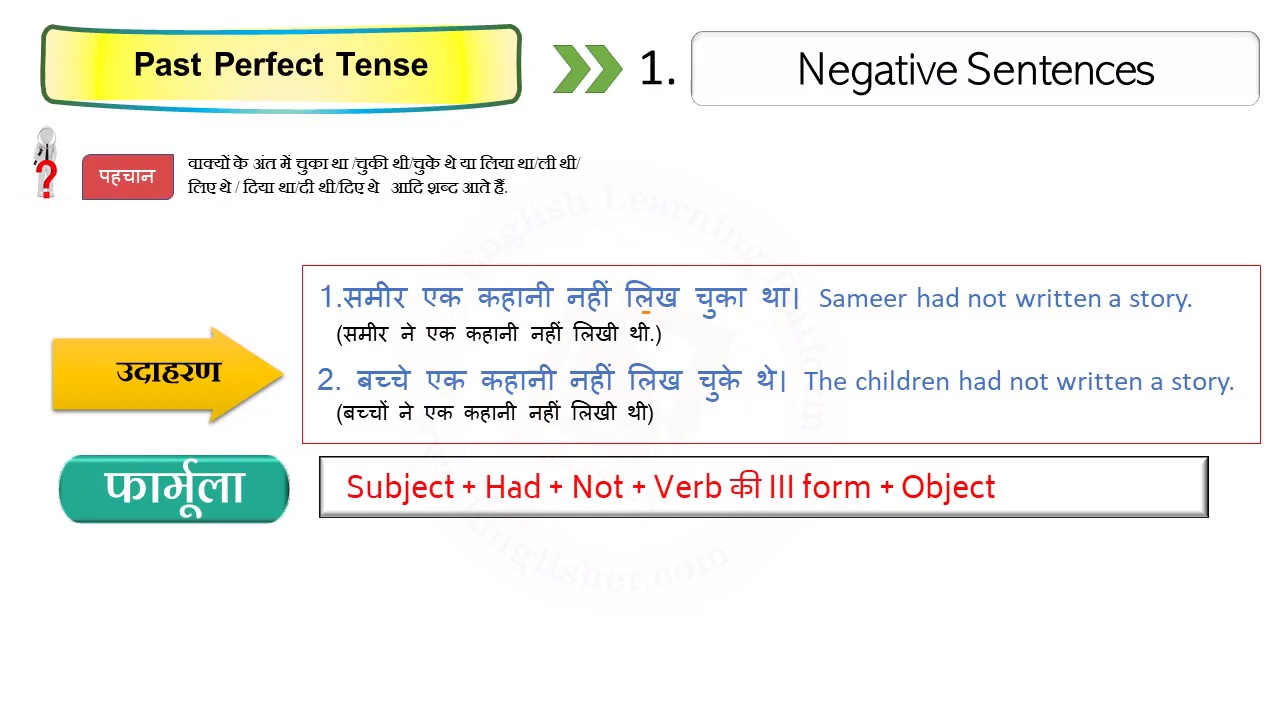 Past Perfect Tense
1.
Negative Sentences
?
पहचान
वाक्यों के अंत में चुका था /चुकी थी/चुके थे या लिया था/ली थी/
लिए थे / दिया था/दी थी/दिए थे आदि शब्द आते हैं.
1.समीर एक कहानी नहीं लिख चुका था। Sameer had not written a story.
(समीर ने एक कहानी नहीं लिखी थी.)
उदाहरण
2. बच्चे एक कहानी नहीं लिख चुके थे। The children had not written a story.
(बच्चों ने एक कहानी नहीं लिखी थी)
फार्मूला
Subject + Had + Not + Verb की III form + Object
English Learning